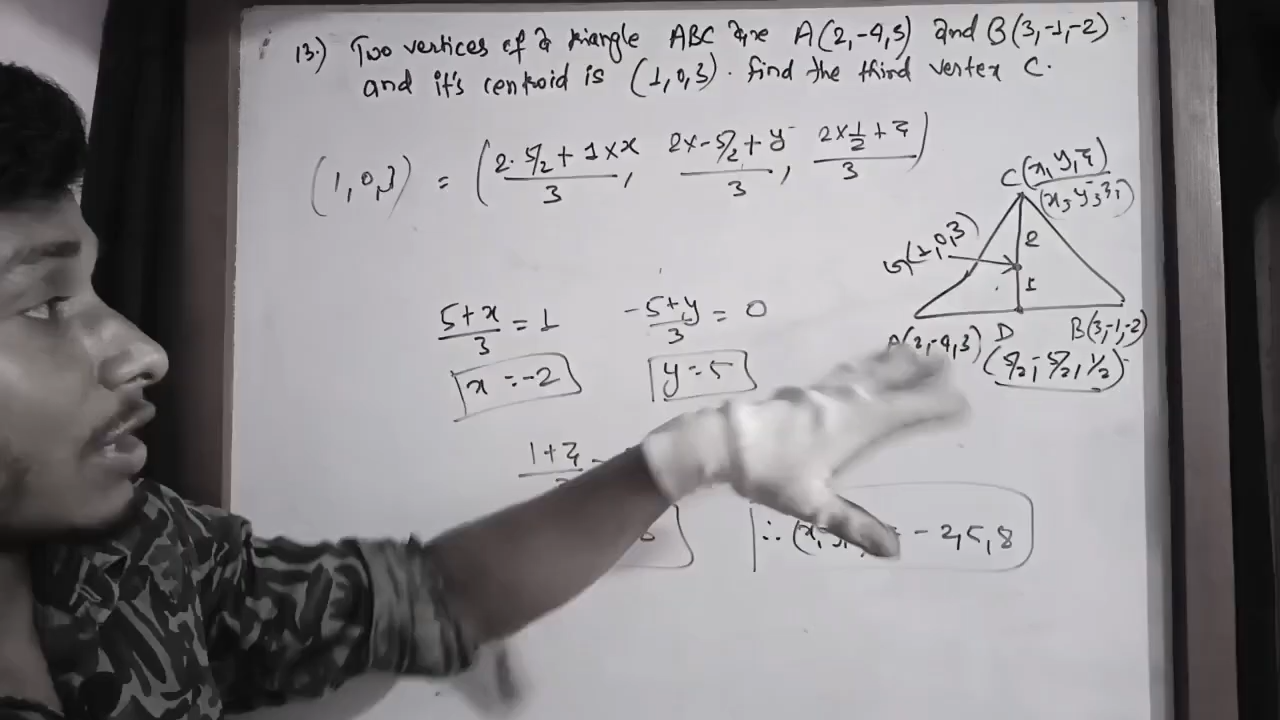 13.) Two vertices of a triangle ABC are A(2,-4,3) and B(3,-1,-2)
and it's centroid is (1,0,3). find the third vertex C.
(1,0,3) = (2·5/2 + 1×x / 3, 2×-5/2 + y / 3, 2×1/2 + z / 3)
C(x,y,z)
(x3 y3 z3)
G(1,0,3)
2
1
A(2,-4,3) D B(3,-1,-2)
(5/2, -5/2, 1/2)
5+x / 3 = 1 -5+y / 3 = 0
x = -2 y = 5
1+z
∴ (x, - 2,5,8